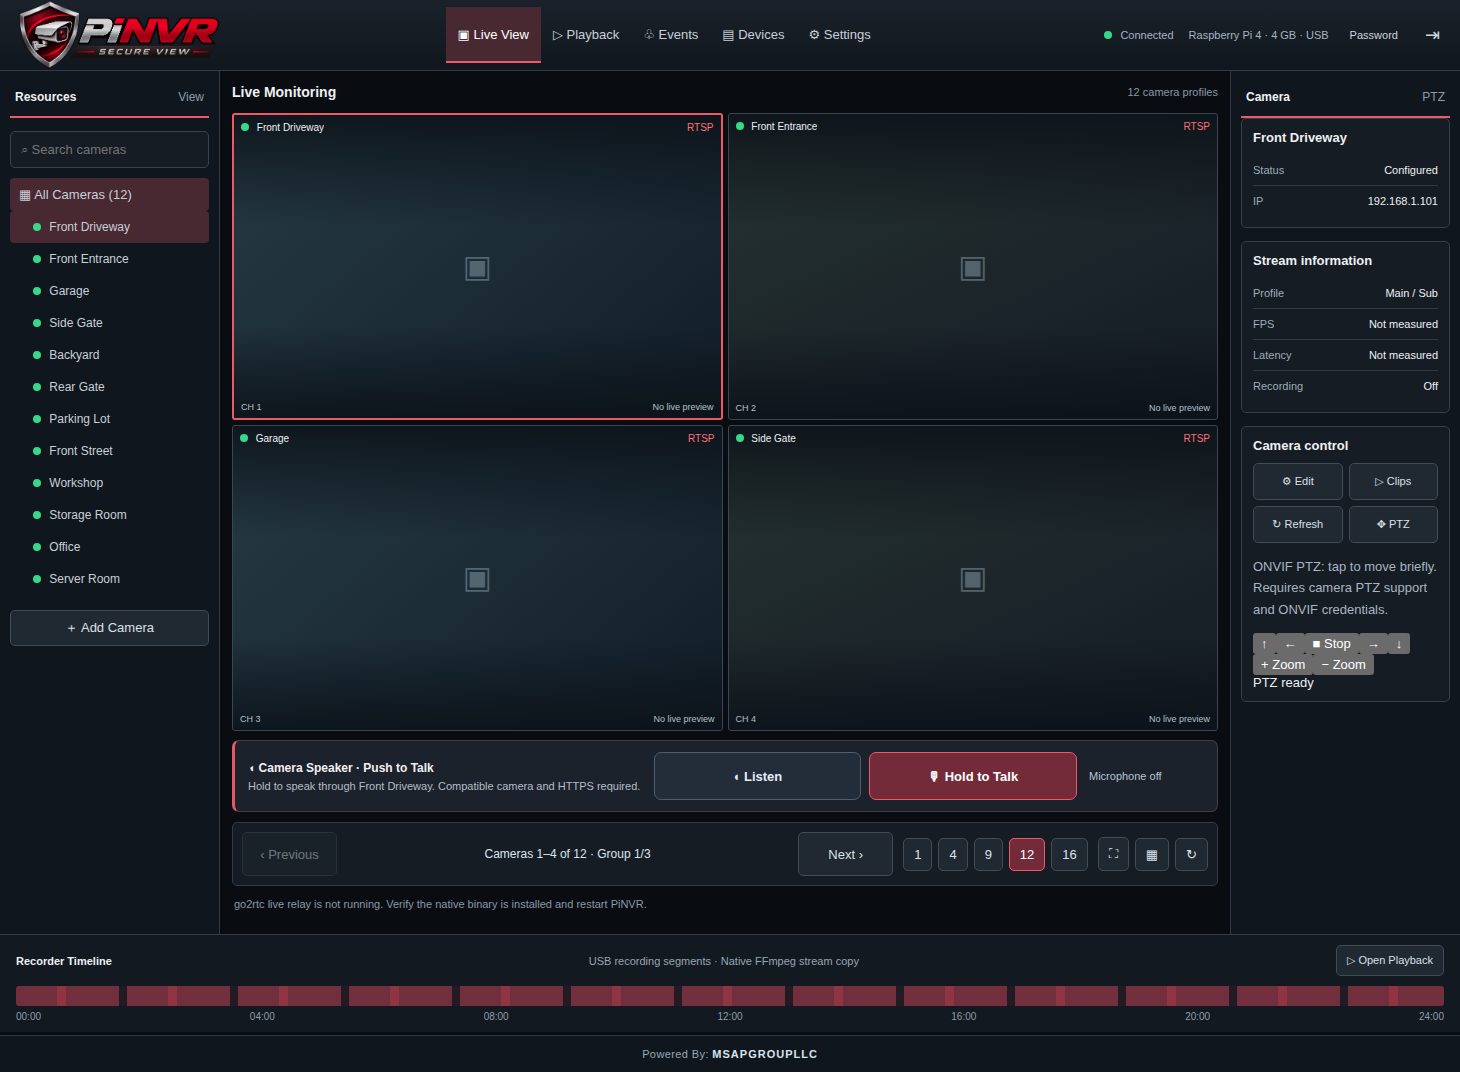 PiNVR
SECURE VIEW
▣ Live View
▷ Playback
♧ Events
▤ Devices
⚙ Settings
Connected
Raspberry Pi 4 · 4 GB · USB
Password
⇥
Resources
View
⌕ Search cameras
▦ All Cameras (12)
Front Driveway
Front Entrance
Garage
Side Gate
Backyard
Rear Gate
Parking Lot
Front Street
Workshop
Storage Room
Office
Server Room
＋ Add Camera
Live Monitoring
12 camera profiles
Front Driveway
RTSP
CH 1
No live preview
Front Entrance
RTSP
CH 2
No live preview
Garage
RTSP
CH 3
No live preview
Side Gate
RTSP
CH 4
No live preview
Camera Speaker · Push to Talk
Hold to speak through Front Driveway. Compatible camera and HTTPS required.
Listen
🎙 Hold to Talk
Microphone off
‹ Previous
Cameras 1–4 of 12 · Group 1/3
Next ›
1
4
9
12
16
⛶
▦
↻
go2rtc live relay is not running. Verify the native binary is installed and restart PiNVR.
Camera
PTZ
Front Driveway
Status
Configured
IP
192.168.1.101
Stream information
Profile
Main / Sub
FPS
Not measured
Latency
Not measured
Recording
Off
Camera control
⚙ Edit
▷ Clips
↻ Refresh
✥ PTZ
ONVIF PTZ: tap to move briefly.
Requires camera PTZ support
and ONVIF credentials.
↑ ← ■ Stop → ↓
+ Zoom − Zoom
PTZ ready
Recorder Timeline
USB recording segments · Native FFmpeg stream copy
▷ Open Playback
00:00
04:00
08:00
12:00
16:00
20:00
24:00
Powered By: MSAPGROUPLLC